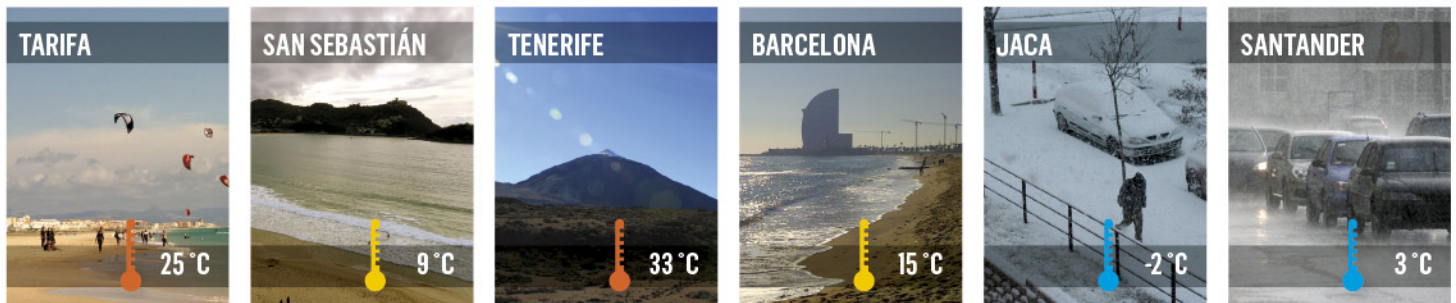 TARIFA
25 °C
SAN SEBASTIÁN
9 °C
TENERIFE
33 °C
BARCELONA
15 °C
JACA
-2 °C
SANTANDER
3 °C